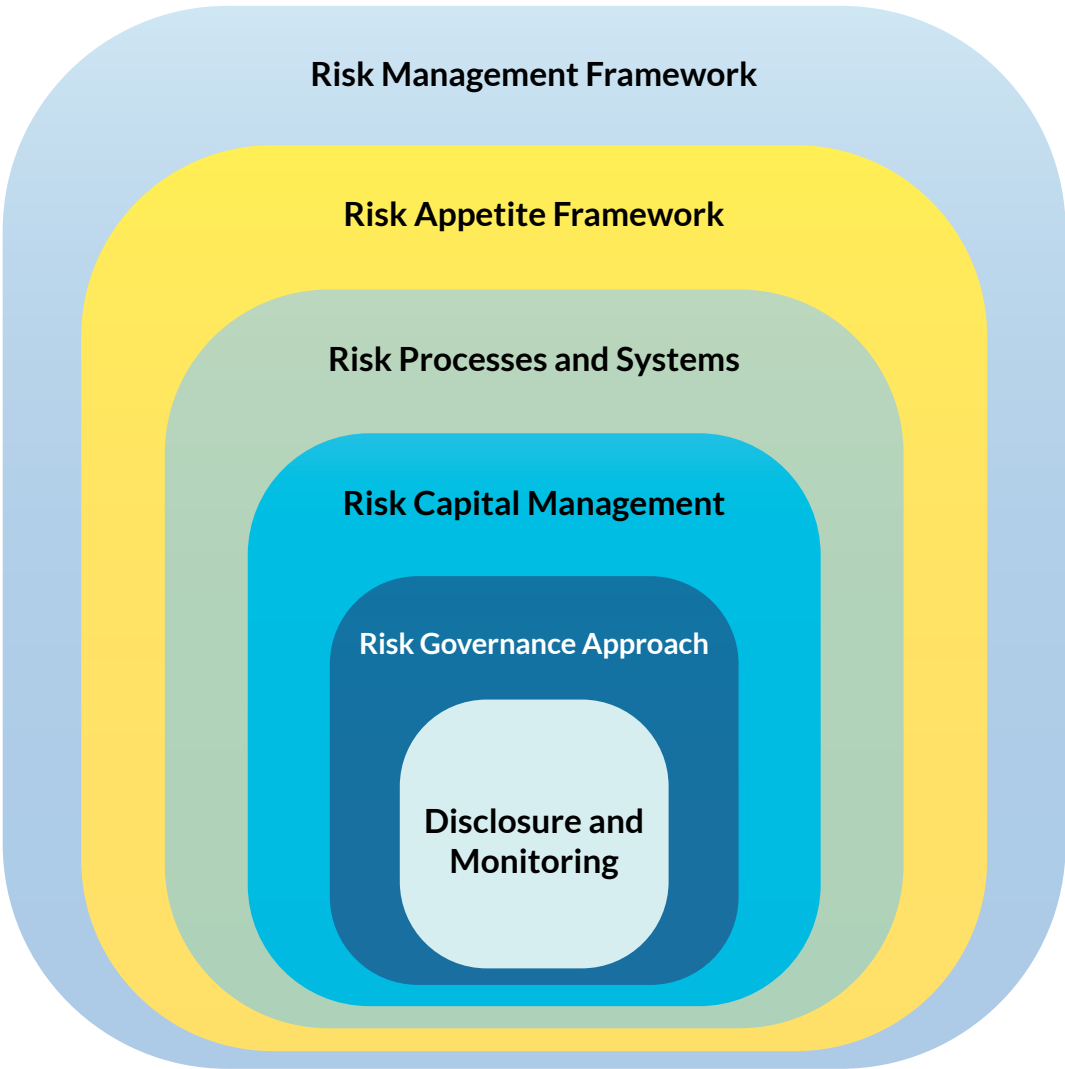 Risk Management Framework
Risk Appetite Framework
Risk Processes and Systems
Risk Capital Management
Risk Governance Approach
Disclosure and
Monitoring